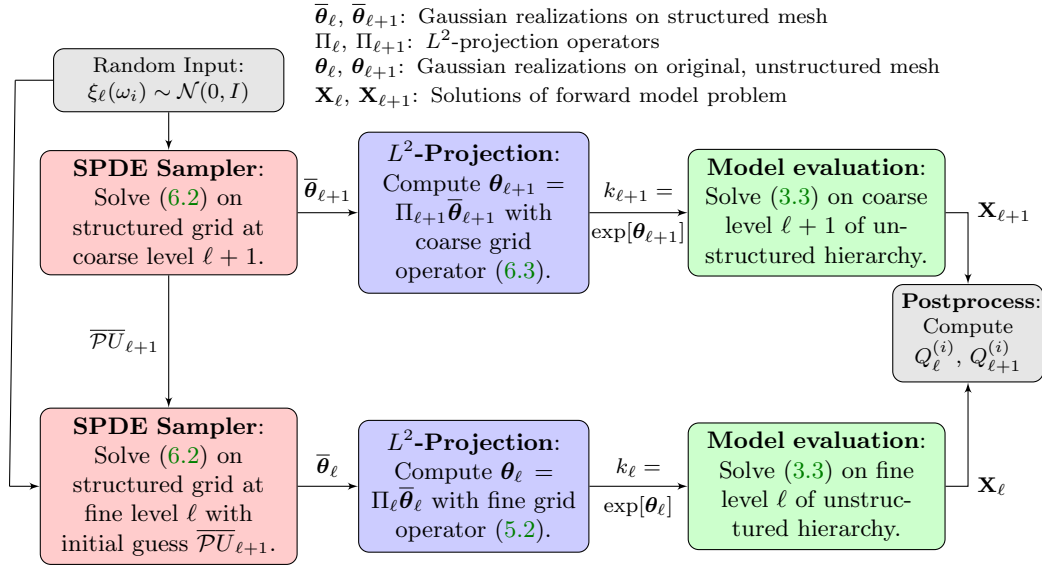 θ̅_ℓ, θ̅_{ℓ+1}: Gaussian realizations on structured mesh
Π_ℓ, Π_{ℓ+1}: L²-projection operators
θ_ℓ, θ_{ℓ+1}: Gaussian realizations on original, unstructured mesh
X_ℓ, X_{ℓ+1}: Solutions of forward model problem
Random Input:
ξ_ℓ(ω_i) ∼ 𝒩(0, I)
SPDE Sampler:
Solve (6.2) on
structured grid at
coarse level ℓ + 1.
θ̅_{ℓ+1}
L²-Projection:
Compute θ_{ℓ+1} =
Π_{ℓ+1}θ̅_{ℓ+1} with
coarse grid
operator (6.3).
k_{ℓ+1} =
exp[θ_{ℓ+1}]
Model evaluation:
Solve (3.3) on coarse
level ℓ + 1 of un-
structured hierarchy.
X_{ℓ+1}
\overline{𝒫U}_{ℓ+1}
Postprocess:
Compute
Q_ℓ^{(i)}, Q_{ℓ+1}^{(i)}
SPDE Sampler:
Solve (6.2) on
structured grid at
fine level ℓ with
initial guess \overline{𝒫U}_{ℓ+1}.
θ̅_ℓ
L²-Projection:
Compute θ_ℓ =
Π_ℓθ̅_ℓ with fine grid
operator (5.2).
k_ℓ =
exp[θ_ℓ]
Model evaluation:
Solve (3.3) on fine
level ℓ of unstruc-
tured hierarchy.
X_ℓ